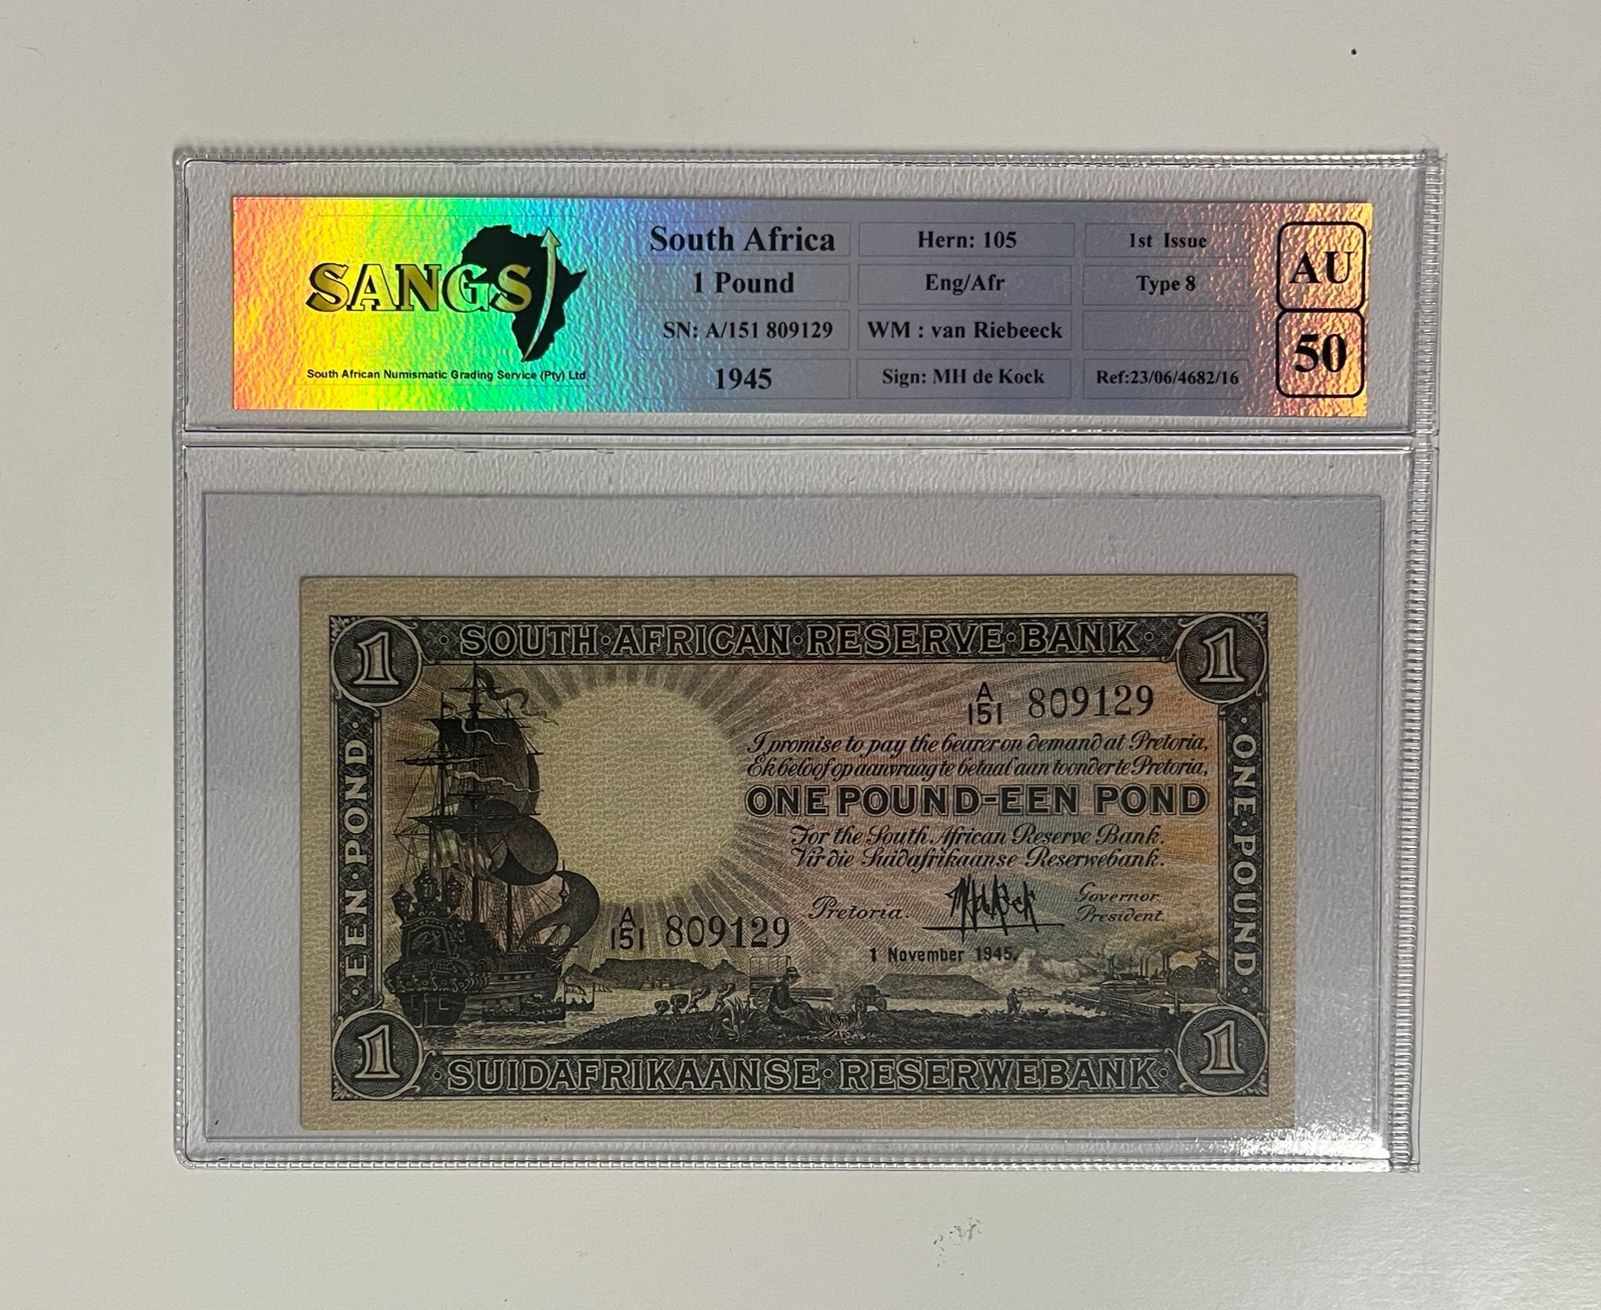 SANGS
South African Numismatic Grading Service (Pty) Ltd
South Africa
1 Pound
SN: A/151 809129
1945
Hern: 105
Eng/Afr
WM : van Riebeeck
Sign: MH de Kock
1st Issue
Type 8
Ref:23/06/4682/16
AU
50
1 SOUTH·AFRICAN·RESERVE·BANK 1
A
151 809129
I promise to pay the bearer on demand at Pretoria,
Ek beloof op aanvraag te betaal aan toonder te Pretoria,
ONE POUND-EEN POND
For the South African Reserve Bank.
Vir die Suidafrikaanse Reserwebank.
Pretoria. Governor
President.
1 November 1945.
A
151 809129
EEN·POND
ONE·POUND
1 SUIDAFRIKAANSE·RESERWEBANK 1